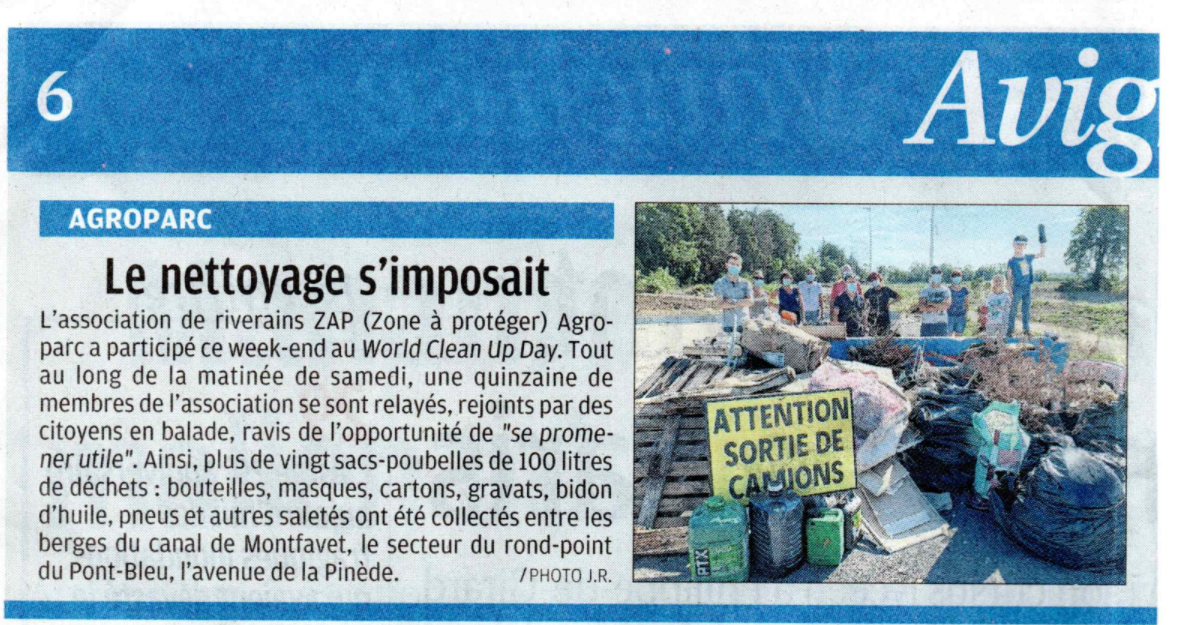 6
Avig
AGROPARC
Le nettoyage s'imposait
L'association de riverains ZAP (Zone à protéger) Agro-
parc a participé ce week-end au World Clean Up Day. Tout
au long de la matinée de samedi, une quinzaine de
membres de l'association se sont relayés, rejoints par des
citoyens en balade, ravis de l'opportunité de "se prome-
ner utile". Ainsi, plus de vingt sacs-poubelles de 100 litres
de déchets : bouteilles, masques, cartons, gravats, bidon
d'huile, pneus et autres saletés ont été collectés entre les
berges du canal de Montfavet, le secteur du rond-point
du Pont-Bleu, l'avenue de la Pinède.
/PHOTO J.R.
ATTENTION
SORTIE DE
CAMIONS
RTX